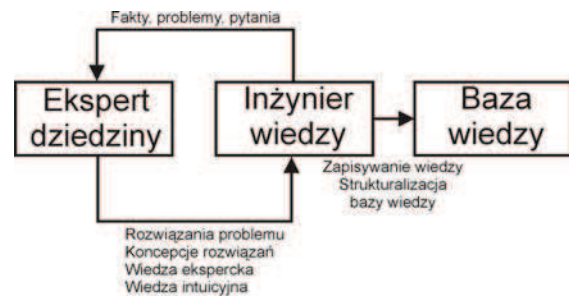 Fakty, problemy, pytania
Ekspert
dziedziny
Inżynier
wiedzy
Baza
wiedzy
Zapisywanie wiedzy
Strukturalizacja
bazy wiedzy
Rozwiązania problemu
Koncepcje rozwiązań
Wiedza ekspercka
Wiedza intuicyjna